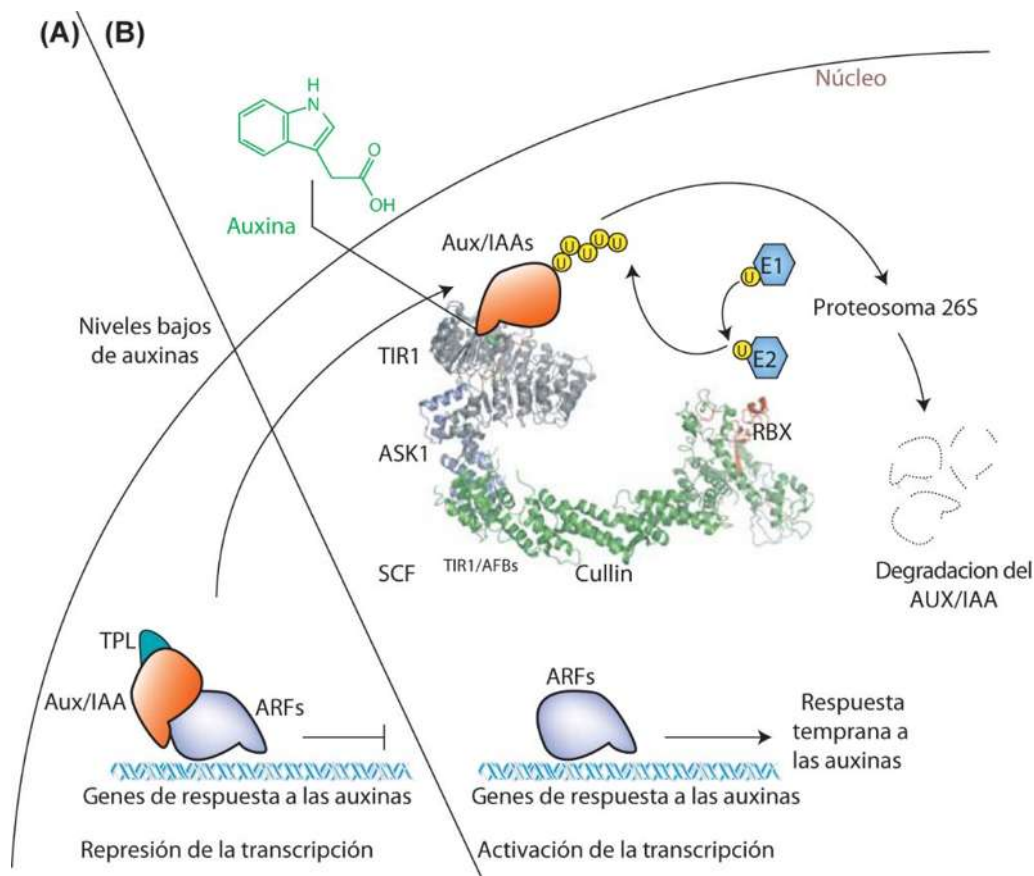 (A) (B)
Núcleo
H
N
O
OH
Auxina
Aux/IAAs
U U U U U
U E1
U E2
Proteosoma 26S
Niveles bajos
de auxinas
TIR1
ASK1
RBX
SCF
TIR1/AFBs
Cullin
Degradacion del
AUX/IAA
TPL
Aux/IAA
ARFs
Genes de respuesta a las auxinas
Represión de la transcripción
ARFs
Respuesta
temprana a
las auxinas
Genes de respuesta a las auxinas
Activación de la transcripción